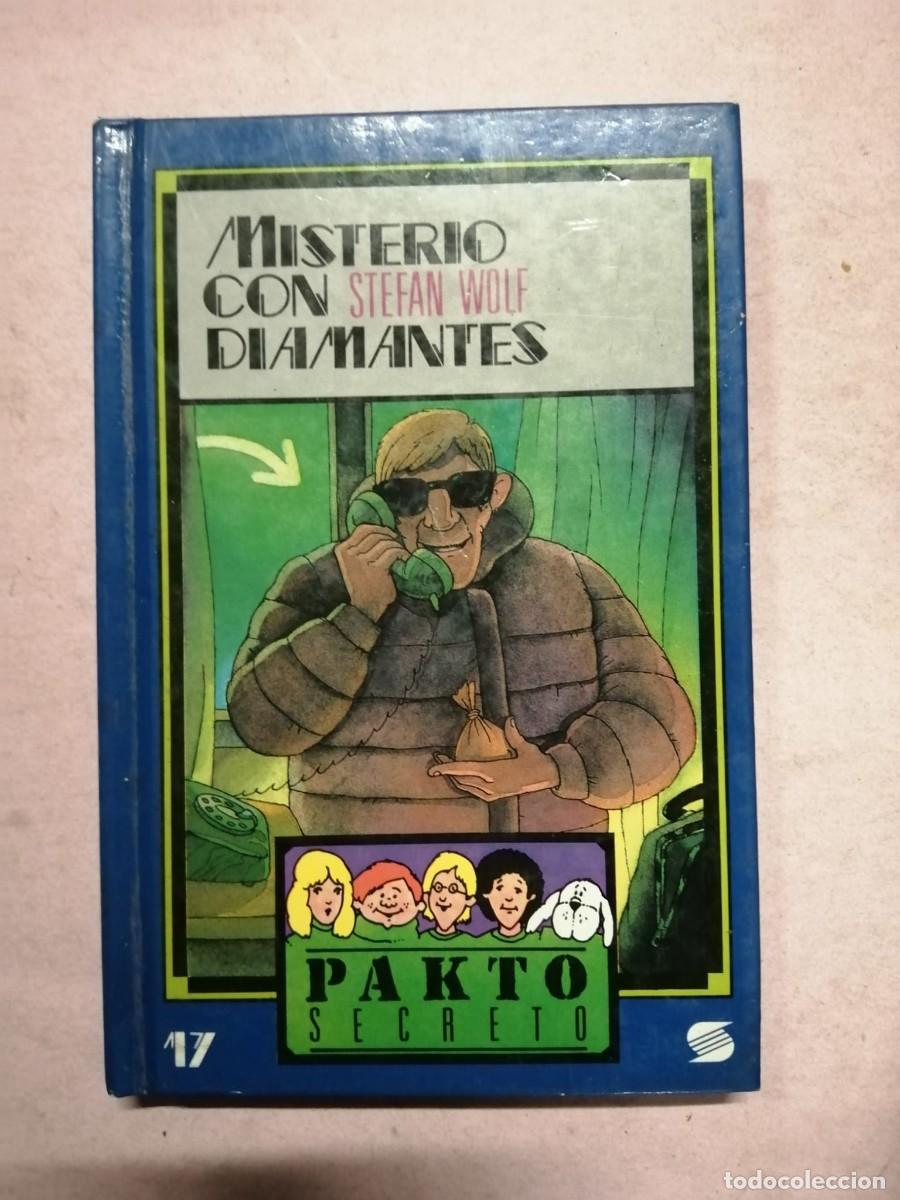 MISTERIO
CON STEFAN WOLF
DIAMANTES
PAKTO
SECRETO
17
todocoleccion